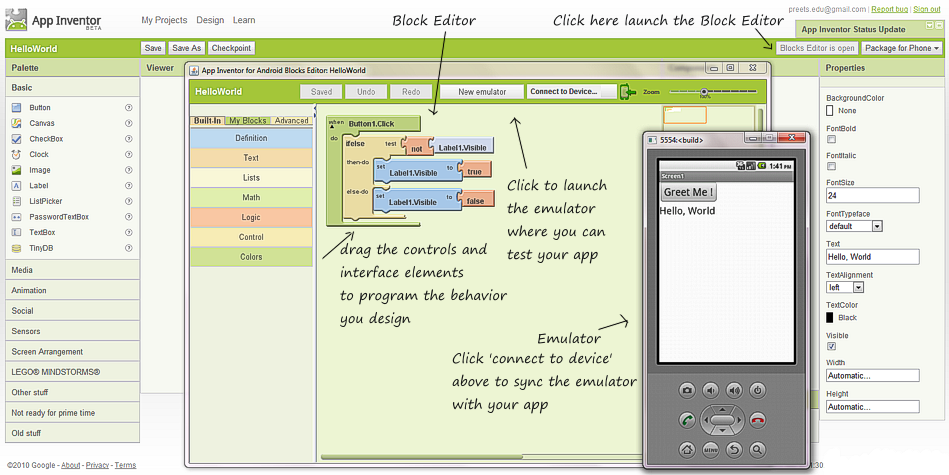 preets.edu@gmail.com | Report bug | Sign out
App Inventor
BETA
My Projects Design Learn
Block Editor
Click here launch the Block Editor
App Inventor Status Update
HelloWorld
Save Save As Checkpoint
Blocks Editor is open Package for Phone
Palette
Viewer
Properties
Basic
Button
Canvas
CheckBox
Clock
Image
Label
ListPicker
PasswordTextBox
TextBox
TinyDB
Media
Animation
Social
Sensors
Screen Arrangement
LEGO® MINDSTORMS®
Other stuff
Not ready for prime time
Old stuff
App Inventor for Android Blocks Editor: HelloWorld
HelloWorld
Saved Undo Redo New emulator Connect to Device... Zoom
100%
Built-In My Blocks Advanced
Definition
Text
Lists
Math
Logic
Control
Colors
when Button1.Click
do ifelse test not Label1.Visible
then-do set Label1.Visible to true
else-do set Label1.Visible to false
drag the controls and
interface elements
to program the behavior
you design
Click to launch
the emulator
where you can
test your app
Emulator
Click 'connect to device'
above to sync the emulator
with your app
5554:<build>
1:41 PM
Screen1
Greet Me !
Hello, World
MENU
BackgroundColor
None
FontBold
FontItalic
FontSize
24
FontTypeface
default
Text
Hello, World
TextAlignment
left
TextColor
Black
Visible
Width
Automatic...
Height
Automatic...
©2010 Google - About - Privacy - Terms
:30